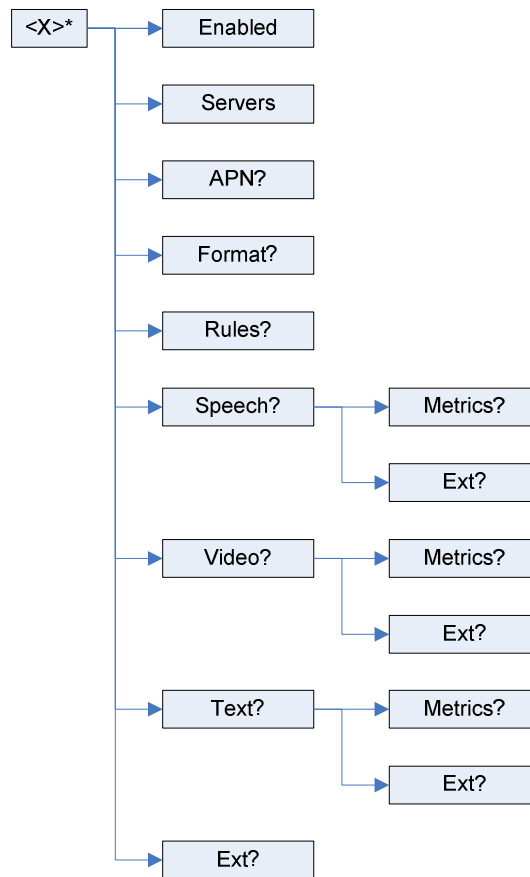 <X>*
Enabled
Servers
APN?
Format?
Rules?
Speech?
Metrics?
Ext?
Video?
Metrics?
Ext?
Text?
Metrics?
Ext?
Ext?